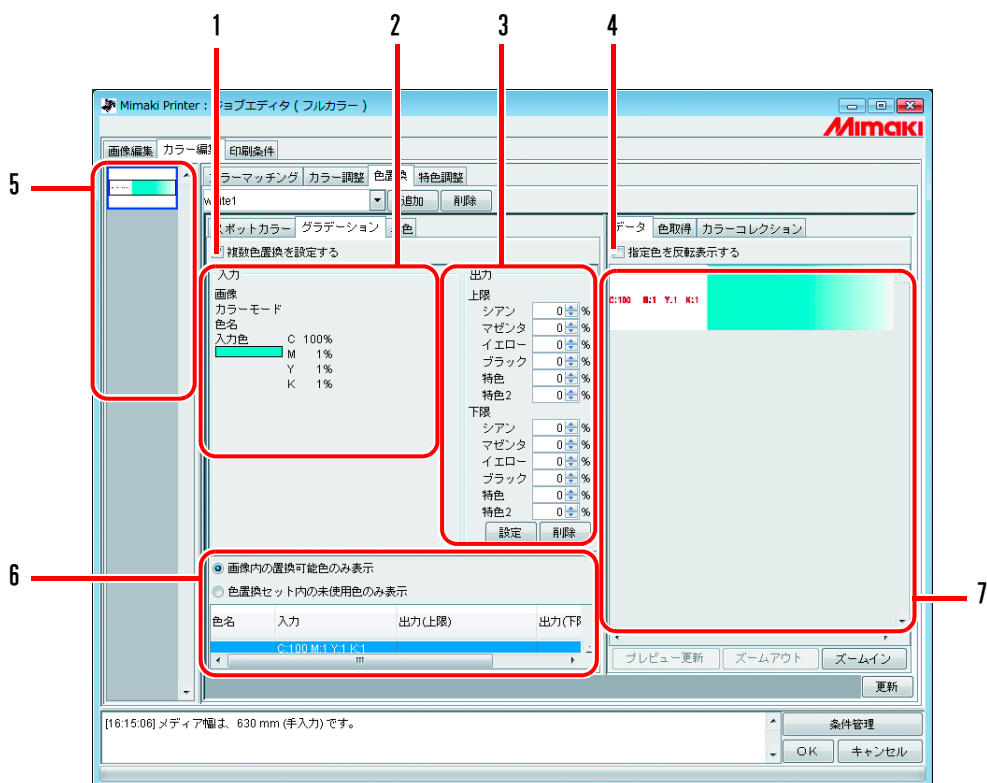 1 2 3 4
Mimaki Printer : ジョブエディタ ( フルカラー )
Mimaki
画像編集 カラー編集 印刷条件
5
カラーマッチング カラー調整 色置換 特色調整
white1 追加 削除
スポットカラー グラデーション 単色
データ 色取得 カラーコレクション
複数色置換を設定する
指定色を反転表示する
入力
出力
画像
上限
カラーモード
シアン 0 %
色名
マゼンタ 0 %
入力色 C 100%
イエロー 0 %
M 1%
ブラック 0 %
Y 1%
特色 0 %
K 1%
特色2 0 %
C:100 M:1 Y:1 K:1
下限
シアン 0 %
マゼンタ 0 %
イエロー 0 %
ブラック 0 %
特色 0 %
特色2 0 %
設定 削除
6
画像内の置換可能色のみ表示
色置換セット内の未使用色のみ表示
7
色名 入力 出力(上限) 出力(下限
C:100 M:1 Y:1 K:1
プレビュー更新 ズームアウト ズームイン
更新
[16:15:06] メディア幅は、630 mm (手入力) です。
条件管理
OK キャンセル